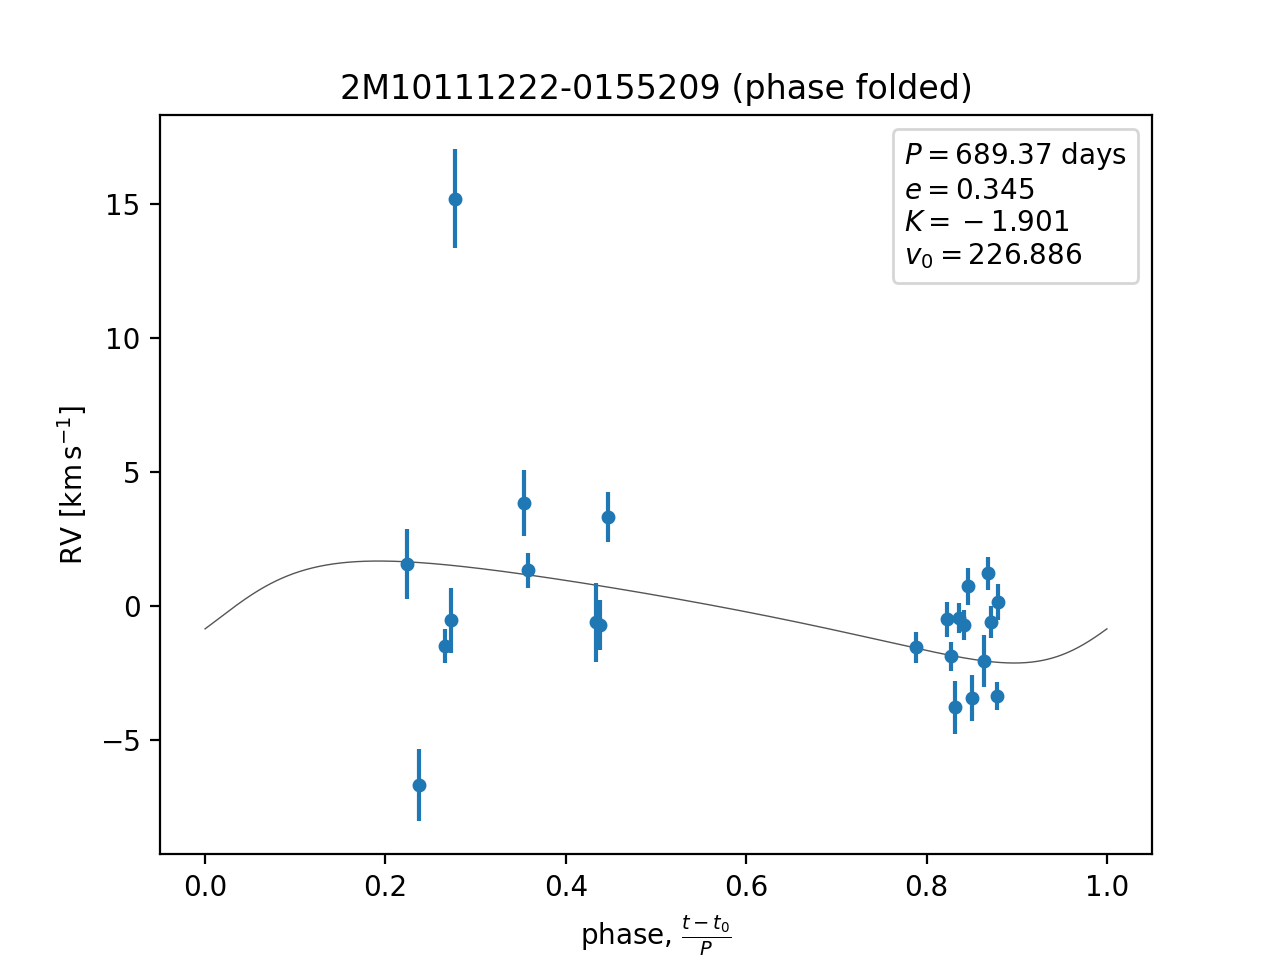 2M10111222-0155209 (phase folded)
P = 689.37 days
e = 0.345
K = −1.901
v₀ = 226.886
15
10
5
0
−5
RV [km s⁻¹]
0.0 0.2 0.4 0.6 0.8 1.0
phase, (t − t₀)/P